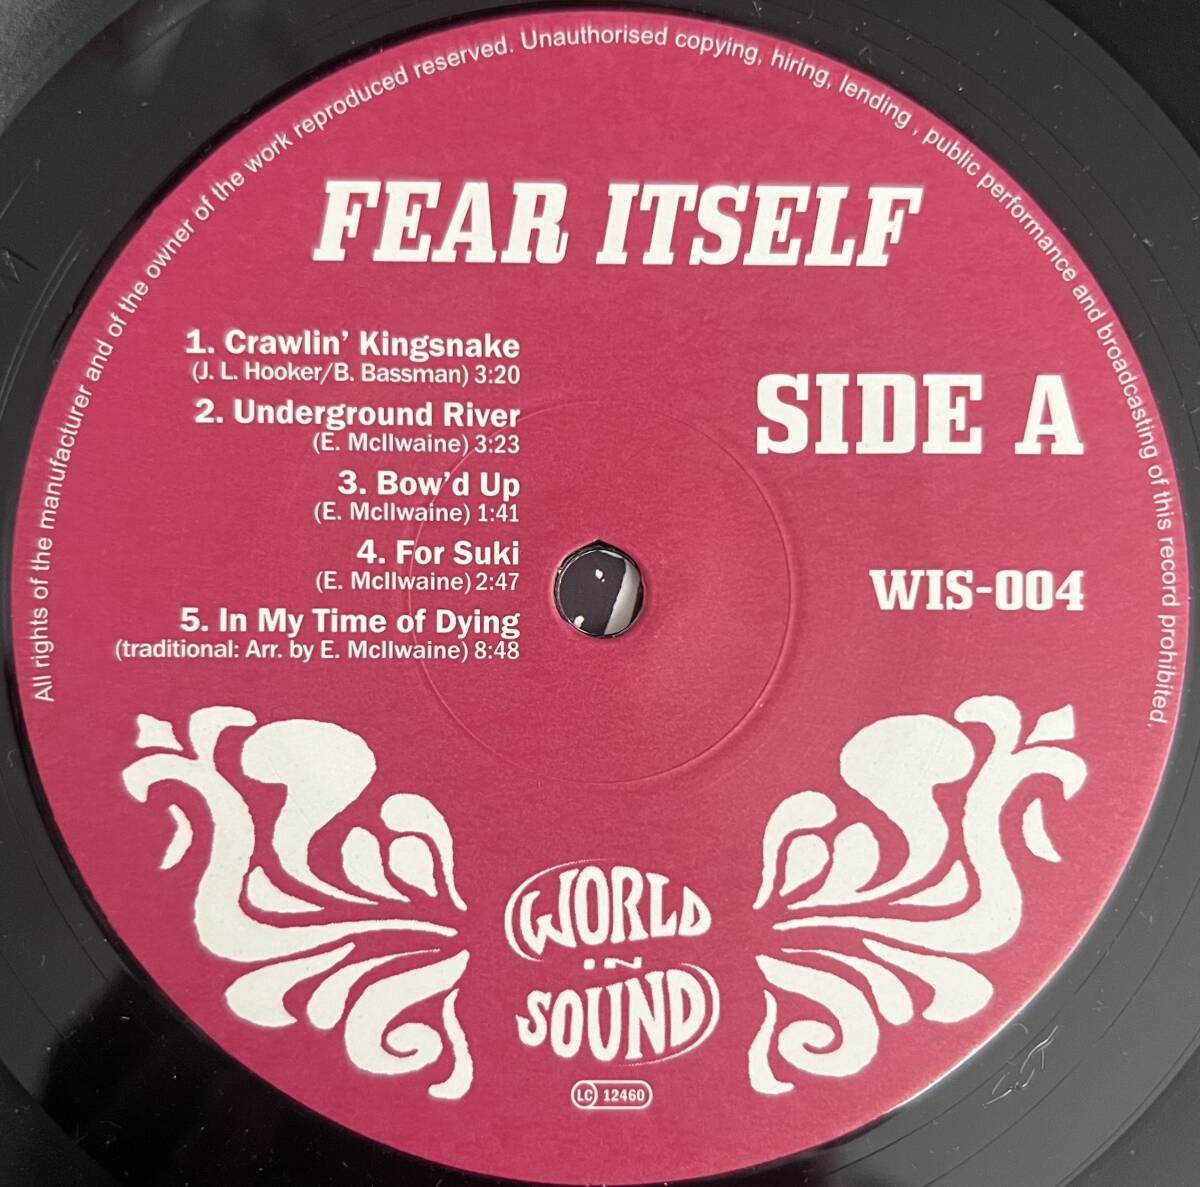 All rights of the manufacturer and of the owner of the work reproduced reserved. Unauthorised copying, hiring, lending , public performance and broadcasting of this record prohibited.
FEAR ITSELF
1. Crawlin’ Kingsnake
(J. L. Hooker/B. Bassman) 3:20
2. Underground River
(E. McIlwaine) 3:23
3. Bow’d Up
(E. McIlwaine) 1:41
4. For Suki
(E. McIlwaine) 2:47
5. In My Time of Dying
(traditional: Arr. by E. McIlwaine) 8:48
SIDE A
WIS-004
WORLD
IN
SOUND
LC 12460